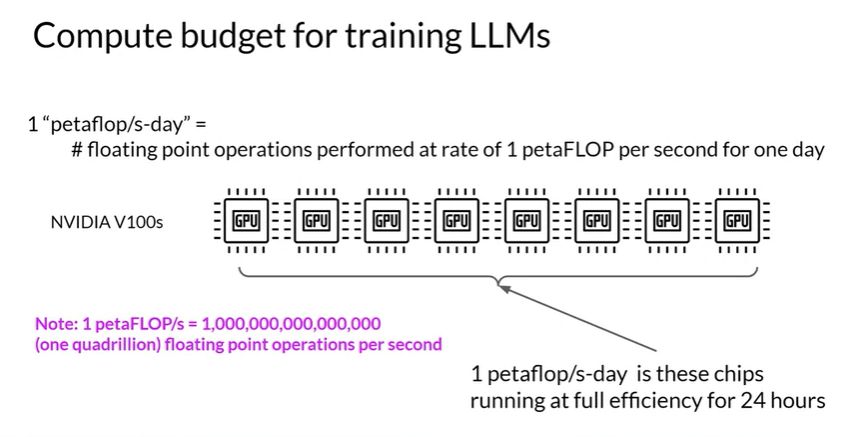 Compute budget for training LLMs
1 “petaflop/s-day” =
# floating point operations performed at rate of 1 petaFLOP per second for one day
NVIDIA V100s
GPU GPU GPU GPU GPU GPU GPU GPU
Note: 1 petaFLOP/s = 1,000,000,000,000,000
(one quadrillion) floating point operations per second
1 petaflop/s-day is these chips
running at full efficiency for 24 hours